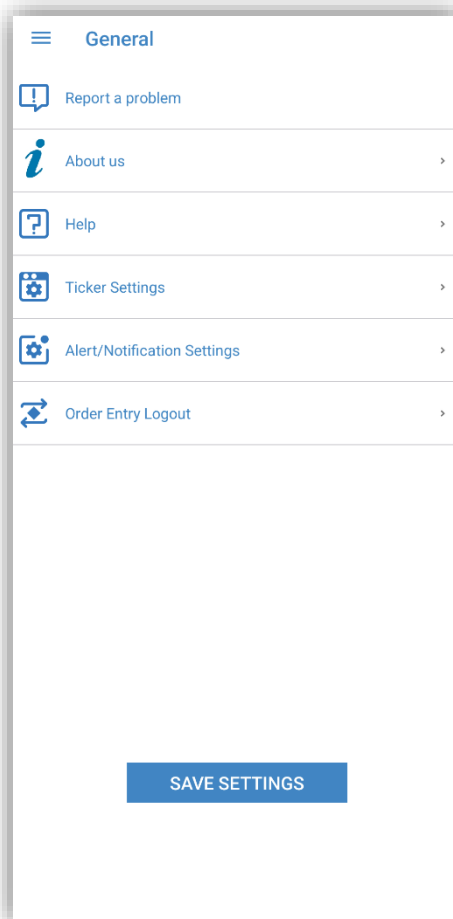 General
Report a problem
About us
Help
Ticker Settings
Alert/Notification Settings
Order Entry Logout
SAVE SETTINGS